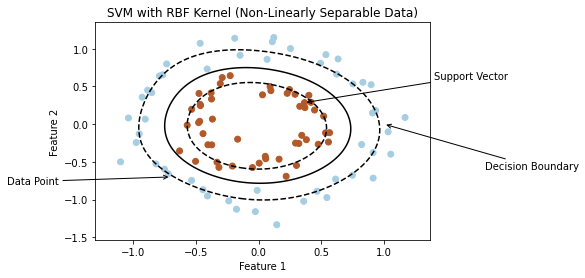 SVM with RBF Kernel (Non-Linearly Separable Data)
Feature 2
1.0
0.5
0.0
−0.5
−1.0
−1.5
Support Vector
Decision Boundary
Data Point
−1.0 −0.5 0.0 0.5 1.0
Feature 1